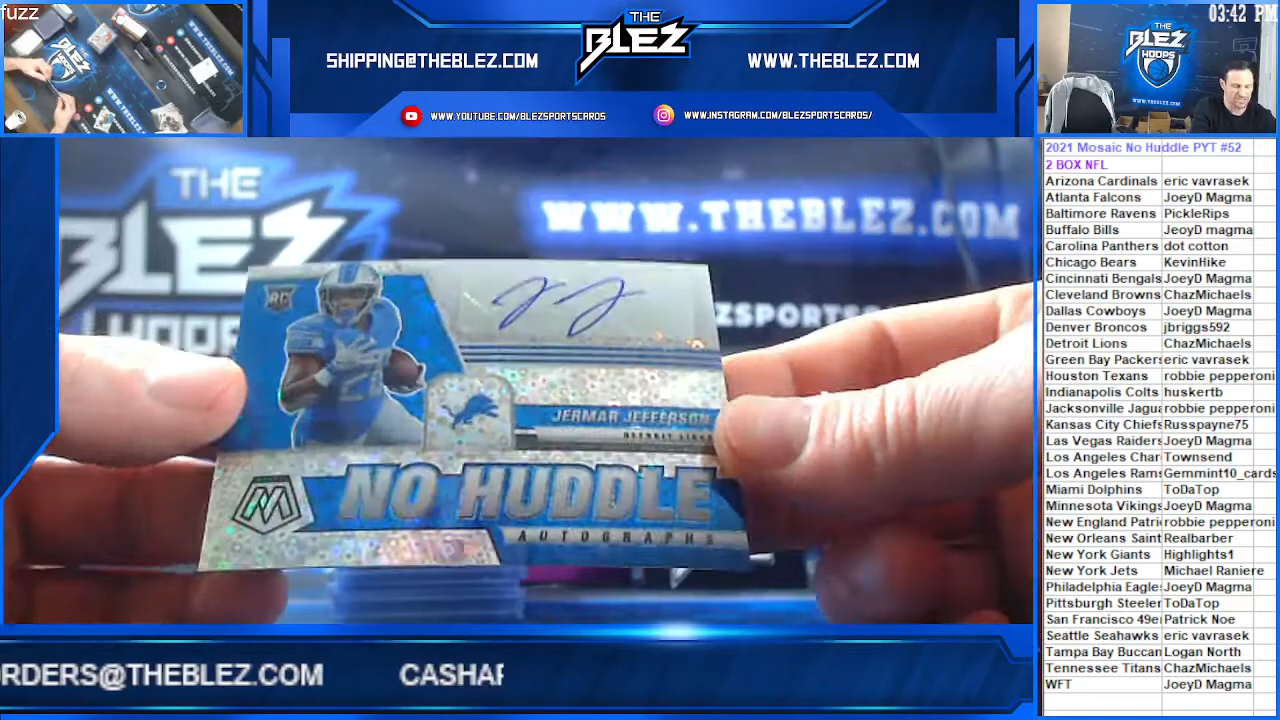 fuzz
SHIPPING@THEBLEZ.COM
THE
BLEZ
WWW.THEBLEZ.COM
WWW.YOUTUBE.COM/BLEZSPORTSCARDS
WWW.INSTAGRAM.COM/BLEZSPORTSCARDS/
03:42 PM
THE
BLEZ
HOOPS
THE
BLEZ
HOOPS
WWW.THEBLEZ.COM
ZSPORTS
RC
JERMAR JEFFERSON
DETROIT LIONS
NO HUDDLE
AUTOGRAPHS
RDERS@THEBLEZ.COM CASHAP
2021 Mosaic No Huddle PYT #52
2 BOX NFL
Arizona Cardinals eric vavrasek
Atlanta Falcons JoeyD Magma
Baltimore Ravens PickleRips
Buffalo Bills JeoyD magma
Carolina Panthers dot cotton
Chicago Bears KevinHike
Cincinnati Bengals JoeyD Magma
Cleveland Browns ChazMichaels
Dallas Cowboys JoeyD Magma
Denver Broncos jbriggs592
Detroit Lions ChazMichaels
Green Bay Packers eric vavrasek
Houston Texans robbie pepperoni
Indianapolis Colts huskertb
Jacksonville Jagua robbie pepperoni
Kansas City Chiefs Russpayne75
Las Vegas Raiders JoeyD Magma
Los Angeles Char Townsend
Los Angeles Rams Gemmint10_cards
Miami Dolphins ToDaTop
Minnesota Vikings JoeyD Magma
New England Patri robbie pepperoni
New Orleans Saint Realbarber
New York Giants Highlights1
New York Jets Michael Raniere
Philadelphia Eagle JoeyD Magma
Pittsburgh Steeler ToDaTop
San Francisco 49e Patrick Noe
Seattle Seahawks eric vavrasek
Tampa Bay Buccan Logan North
Tennessee Titans ChazMichaels
WFT JoeyD Magma